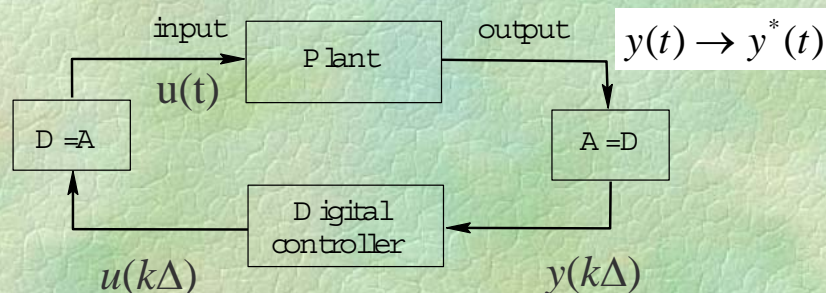 input
Plant
output
y(t) → y*(t)
u(t)
D=A
A=D
Digital
controller
u(kΔ)
y(kΔ)